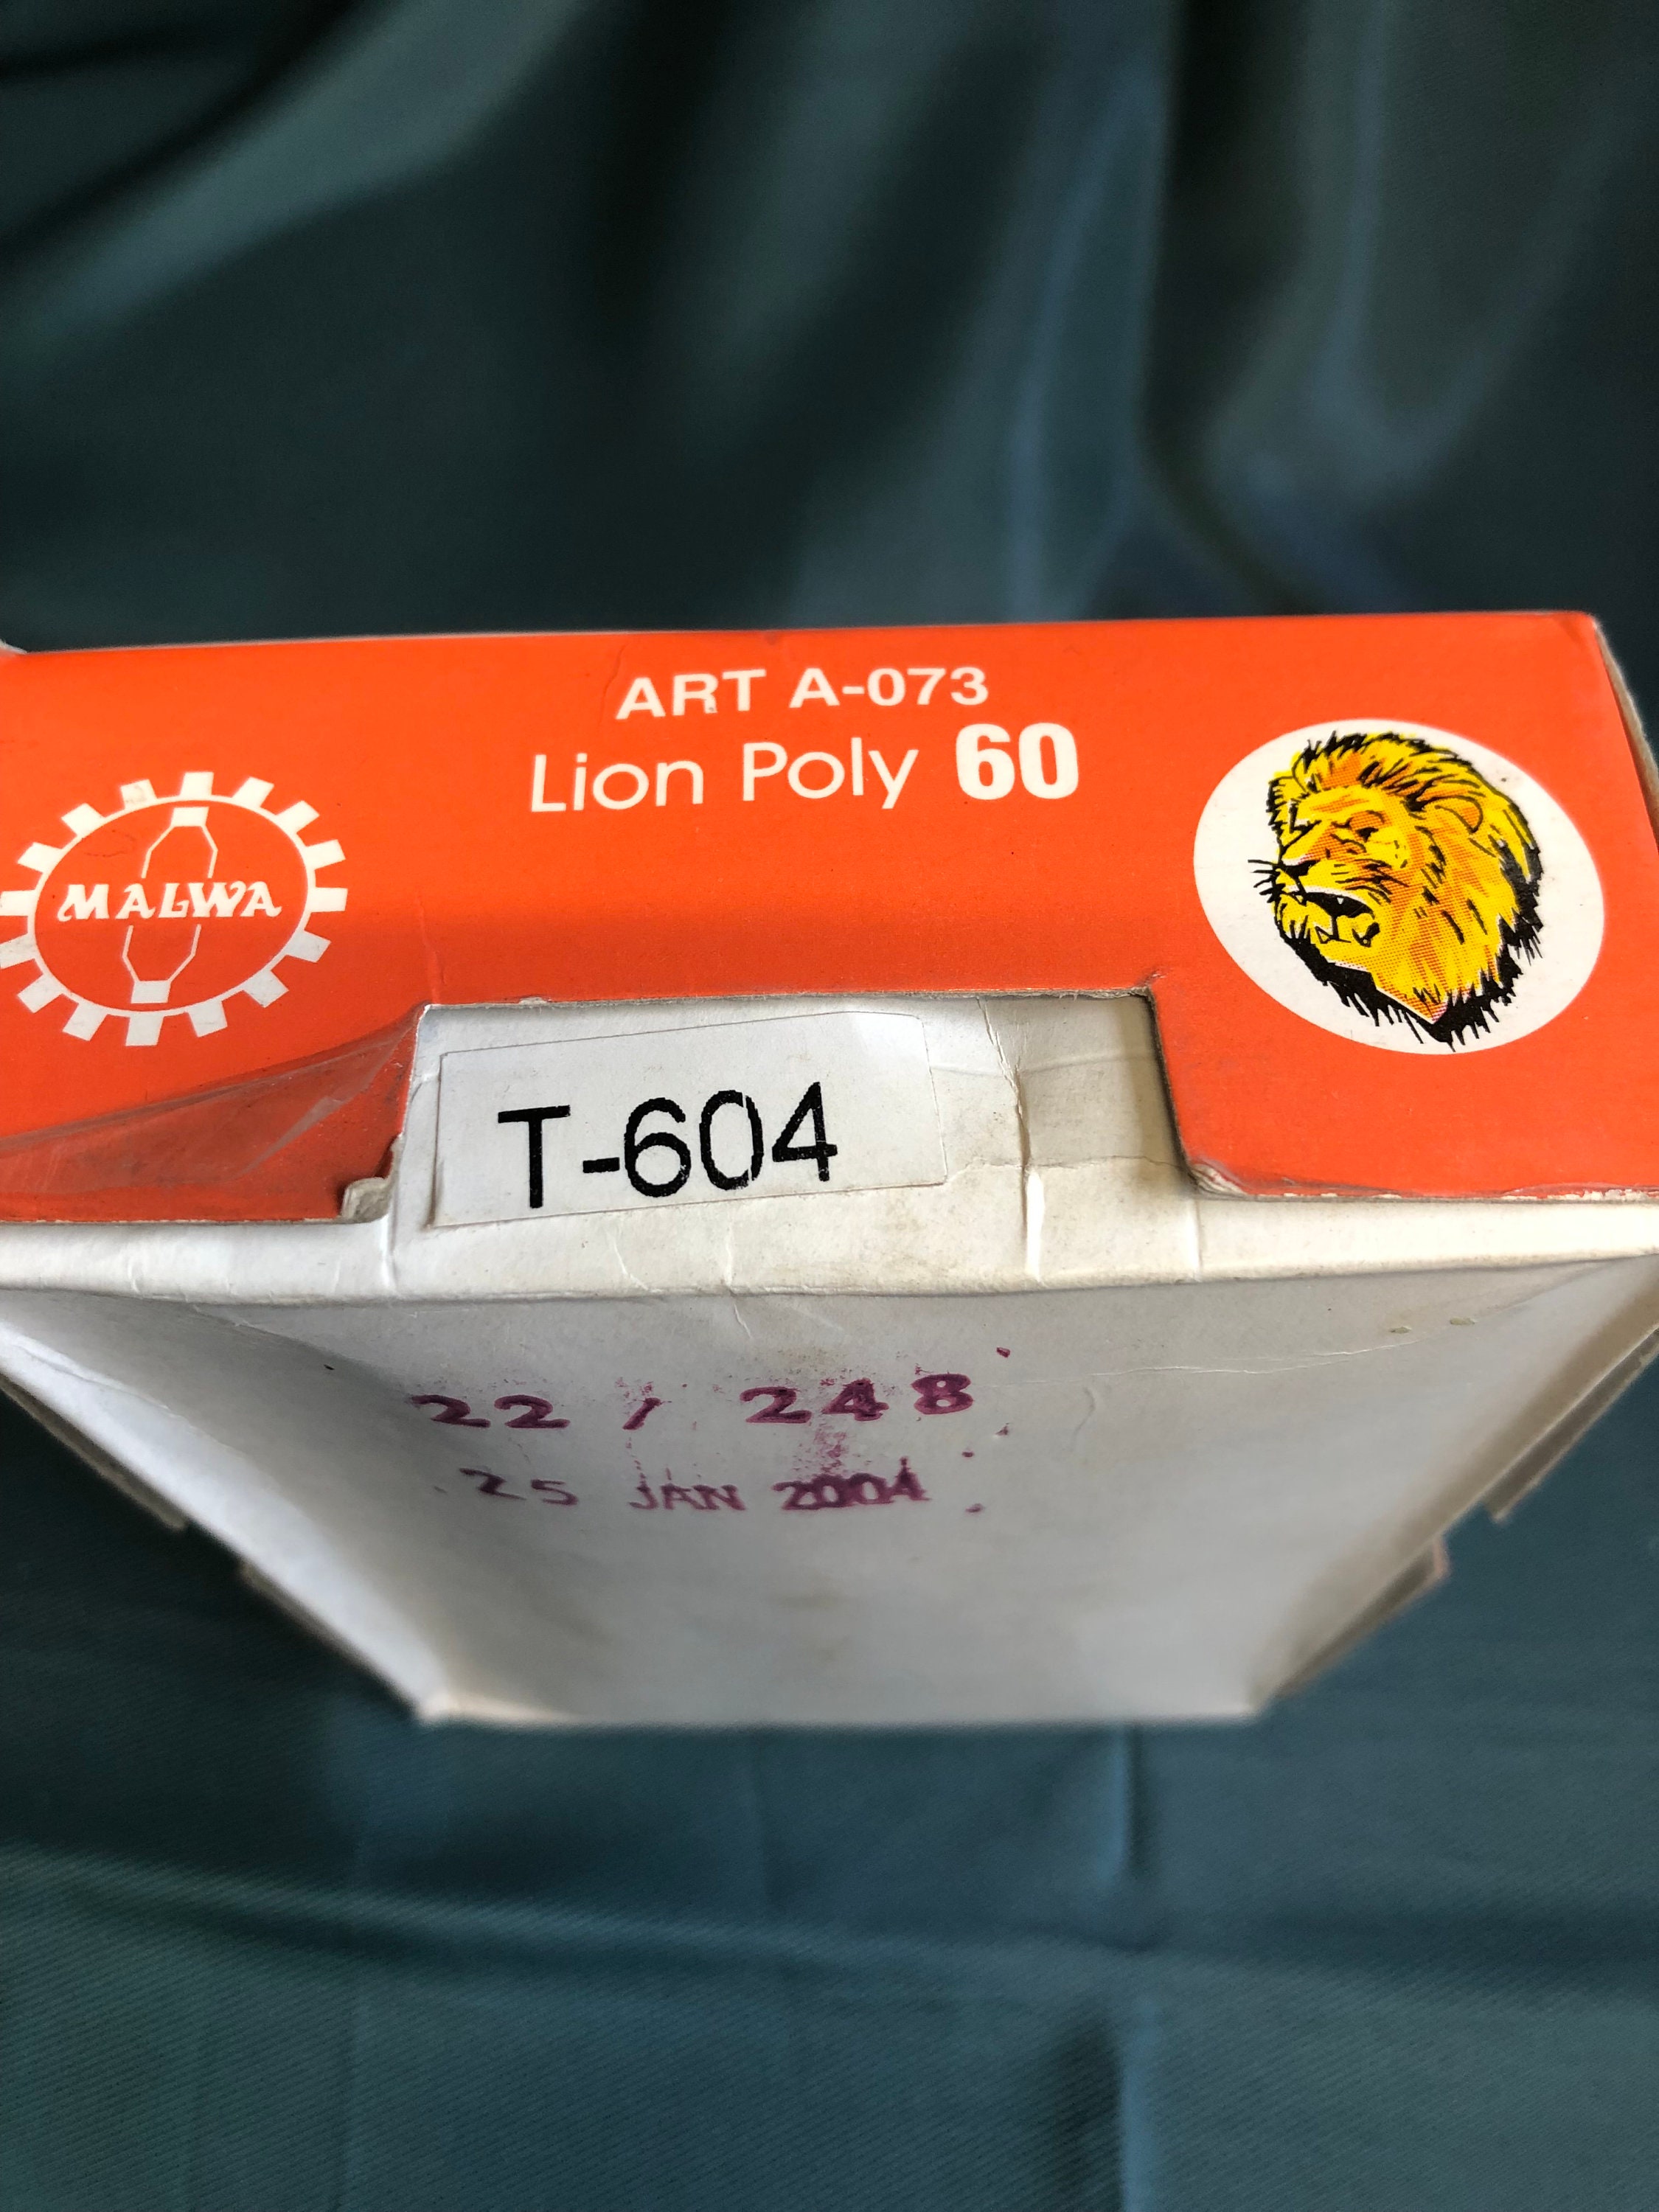 ART A-073
Lion Poly 60
MALWA
T-604
22 / 248
25 JAN 2004